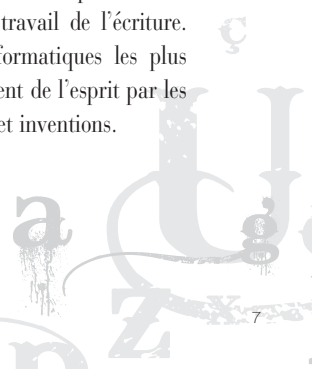 travail de l'écriture.
formatiques les plus
ent de l'esprit par les
et inventions.
ç
U
a g
z x
7